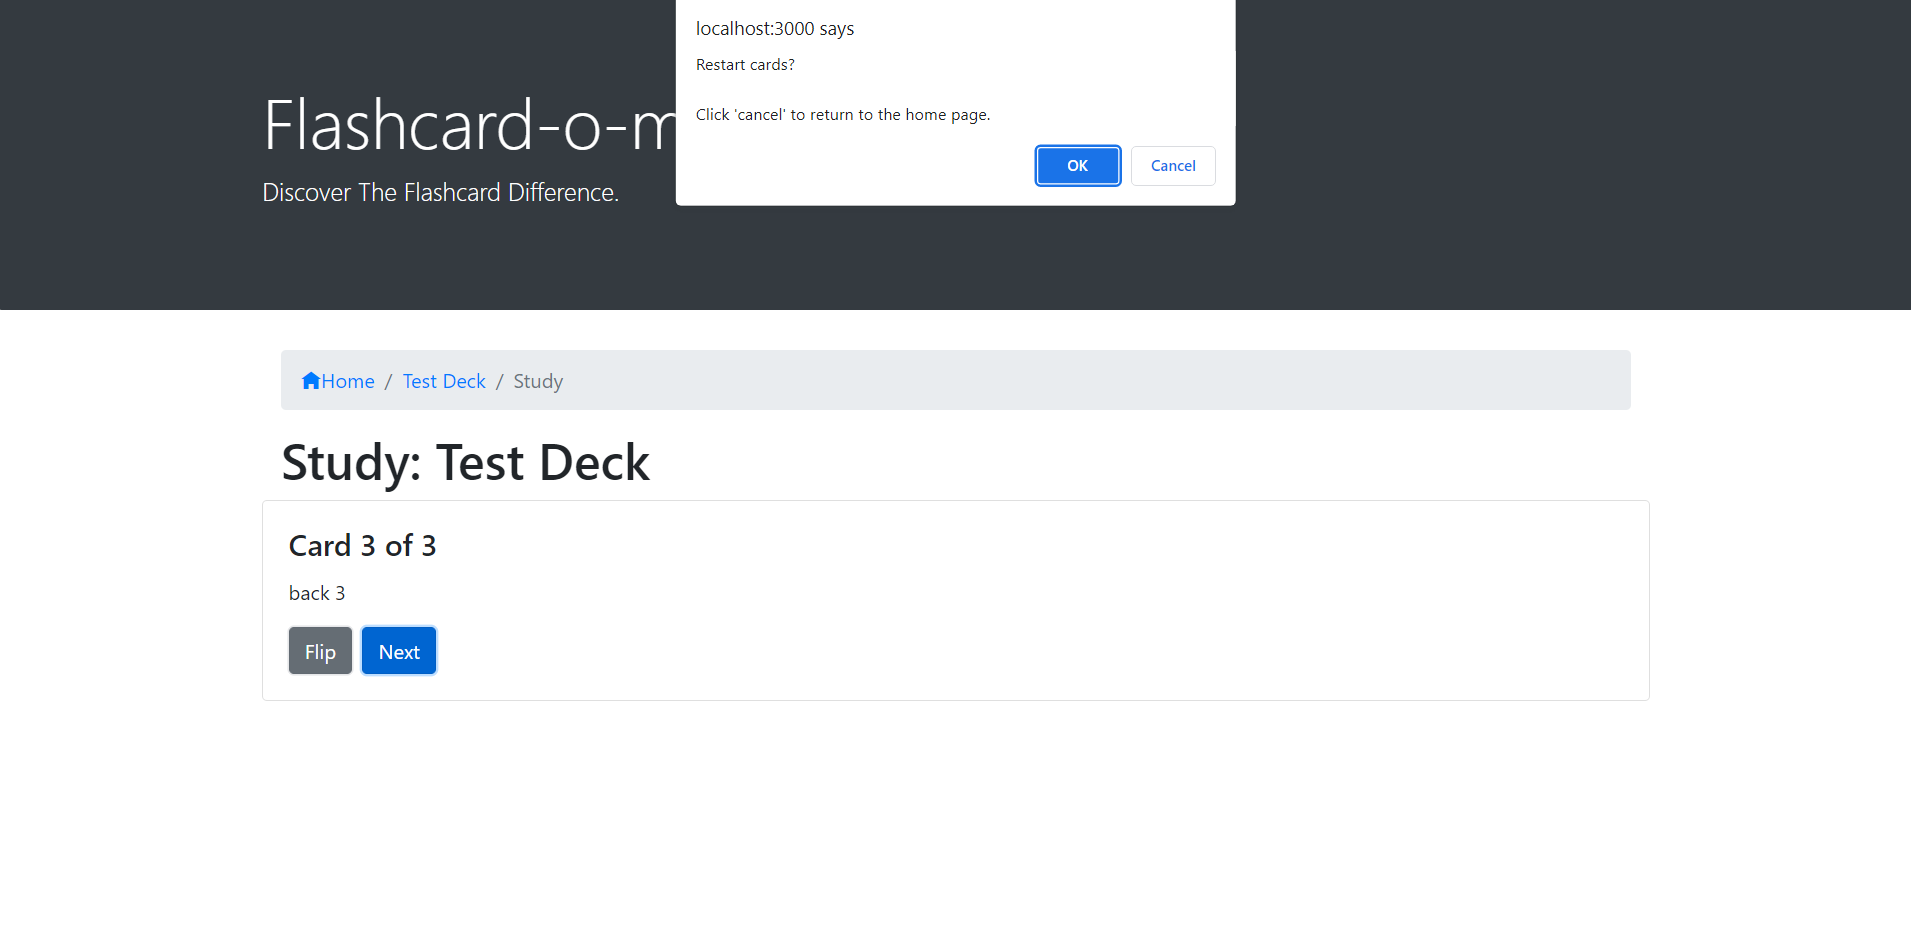 localhost:3000 says
Restart cards?
Click 'cancel' to return to the home page.
OK Cancel
Flashcard-o-m
Discover The Flashcard Difference.
Home / Test Deck / Study
Study: Test Deck
Card 3 of 3
back 3
Flip Next